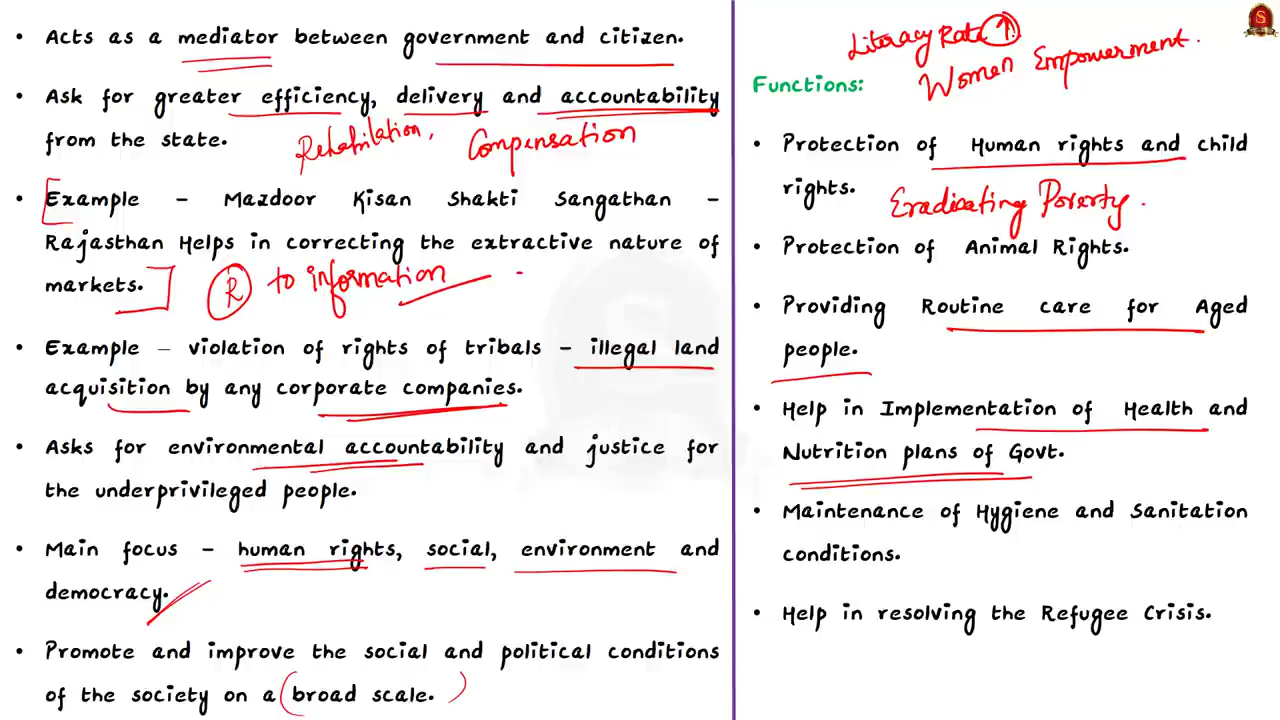 • Acts as a mediator between government and citizen.
• Ask for greater efficiency, delivery and accountability
from the state.
Rehabilation, Compensation
• Example – Mazdoor Kisan Shakti Sangathan –
Rajasthan Helps in correcting the extractive nature of
markets.
R to information
• Example – violation of rights of tribals – illegal land
acquisition by any corporate companies.
• Asks for environmental accountability and justice for
the underprivileged people.
• Main focus – human rights, social, environment and
democracy.
• Promote and improve the social and political conditions
of the society on a (broad scale.)
Literacy Rate ↑
Women Empowerment.
Functions:
• Protection of Human rights and child
rights.
Eradicating Poverty.
• Protection of Animal Rights.
• Providing Routine care for Aged
people.
• Help in Implementation of Health and
Nutrition plans of Govt.
• Maintenance of Hygiene and Sanitation
conditions.
• Help in resolving the Refugee Crisis.
S